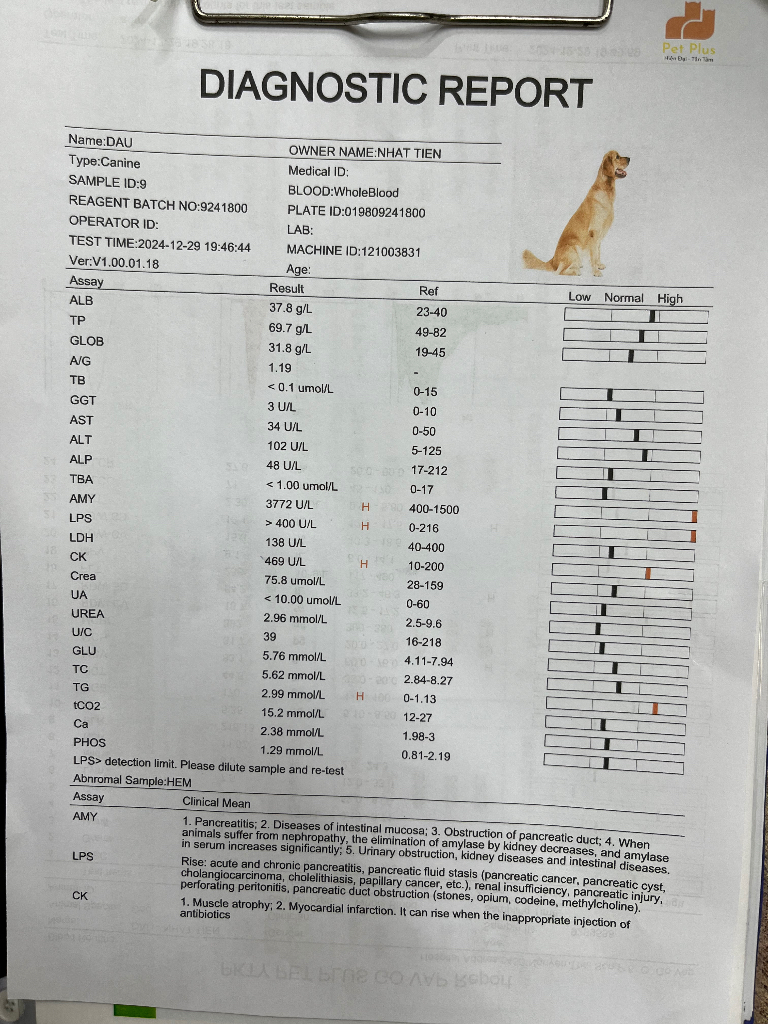 Pet Plus
Hiện Đại - Tận Tâm
DIAGNOSTIC REPORT
Name:DAU OWNER NAME:NHAT TIEN
Type:Canine Medical ID:
SAMPLE ID:9 BLOOD:WholeBlood
REAGENT BATCH NO:9241800 PLATE ID:019809241800
OPERATOR ID: LAB:
TEST TIME:2024-12-29 19:46:44 MACHINE ID:121003831
Ver:V1.00.01.18 Age:
Assay Result Ref Low Normal High
ALB 37.8 g/L 23-40
TP 69.7 g/L 49-82
GLOB 31.8 g/L 19-45
A/G 1.19 -
TB < 0.1 umol/L 0-15
GGT 3 U/L 0-10
AST 34 U/L 0-50
ALT 102 U/L 5-125
ALP 48 U/L 17-212
TBA < 1.00 umol/L 0-17
AMY 3772 U/L H 400-1500
LPS > 400 U/L H 0-216
LDH 138 U/L 40-400
CK 469 U/L H 10-200
Crea 75.8 umol/L 28-159
UA < 10.00 umol/L 0-60
UREA 2.96 mmol/L 2.5-9.6
U/C 39 16-218
GLU 5.76 mmol/L 4.11-7.94
TC 5.62 mmol/L 2.84-8.27
TG 2.99 mmol/L H 0-1.13
tCO2 15.2 mmol/L 12-27
Ca 2.38 mmol/L 1.98-3
PHOS 1.29 mmol/L 0.81-2.19
LPS> detection limit. Please dilute sample and re-test
Abnromal Sample:HEM
Assay Clinical Mean
AMY 1. Pancreatitis; 2. Diseases of intestinal mucosa; 3. Obstruction of pancreatic duct; 4. When
animals suffer from nephropathy, the elimination of amylase by kidney decreases, and amylase
in serum increases significantly; 5. Urinary obstruction, kidney diseases and intestinal diseases.
LPS Rise: acute and chronic pancreatitis, pancreatic fluid stasis (pancreatic cancer, pancreatic cyst,
cholangiocarcinoma, cholelithiasis, papillary cancer, etc.), renal insufficiency, pancreatic injury,
perforating peritonitis, pancreatic duct obstruction (stones, opium, codeine, methylcholine).
CK 1. Muscle atrophy; 2. Myocardial infarction. It can rise when the inappropriate injection of
antibiotics